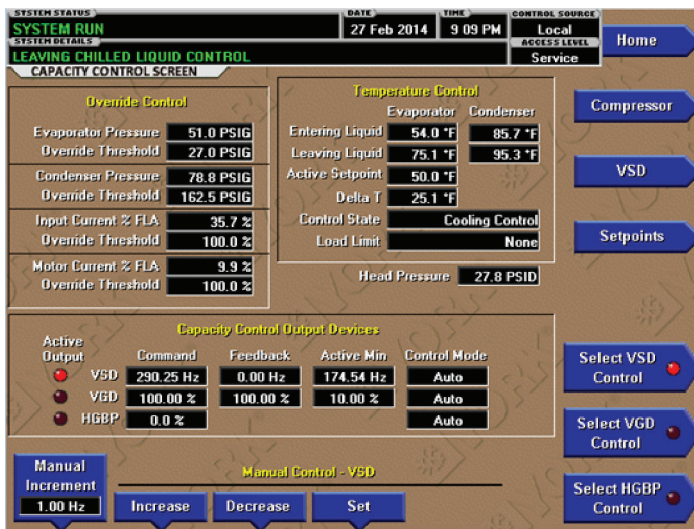 SYSTEM STATUS
SYSTEM RUN
DATE
27 Feb 2014
TIME
9 09 PM
CONTROL SOURCE
Local
SYSTEM DETAILS
LEAVING CHILLED LIQUID CONTROL
ACCESS LEVEL
Service
CAPACITY CONTROL SCREEN
Home
Compressor
VSD
Setpoints
Override Control
Evaporator Pressure 51.0 PSIG
Override Threshold 27.0 PSIG
Condenser Pressure 78.8 PSIG
Override Threshold 162.5 PSIG
Input Current % FLA 35.7 %
Override Threshold 100.0 %
Motor Current % FLA 9.9 %
Override Threshold 100.0 %
Temperature Control
Evaporator Condenser
Entering Liquid 54.0 °F 85.7 °F
Leaving Liquid 75.1 °F 95.3 °F
Active Setpoint 50.0 °F
Delta T 25.1 °F
Control State Cooling Control
Load Limit None
Head Pressure 27.8 PSID
Capacity Control Output Devices
Active Output Command Feedback Active Min Control Mode
VSD 290.25 Hz 0.00 Hz 174.54 Hz Auto
VGD 100.00 % 100.00 % 10.00 % Auto
HGBP 0.0 % Auto
Select VSD
Control
Select VGD
Control
Select HGBP
Control
Manual
Increment
1.00 Hz
Manual Control - VSD
Increase
Decrease
Set
YORK